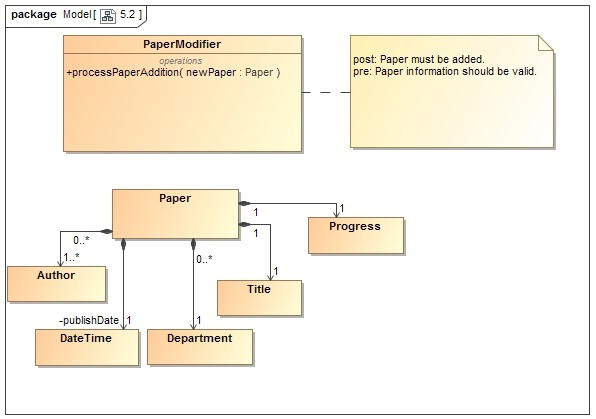 package Model[ 5.2 ]
PaperModifier
operations
+processPaperAddition( newPaper : Paper )
post: Paper must be added.
pre: Paper information should be valid.
Paper
1
1
Progress
1
0..*
1..*
Author
0..*
1
Title
-publishDate
1
1
DateTime
Department